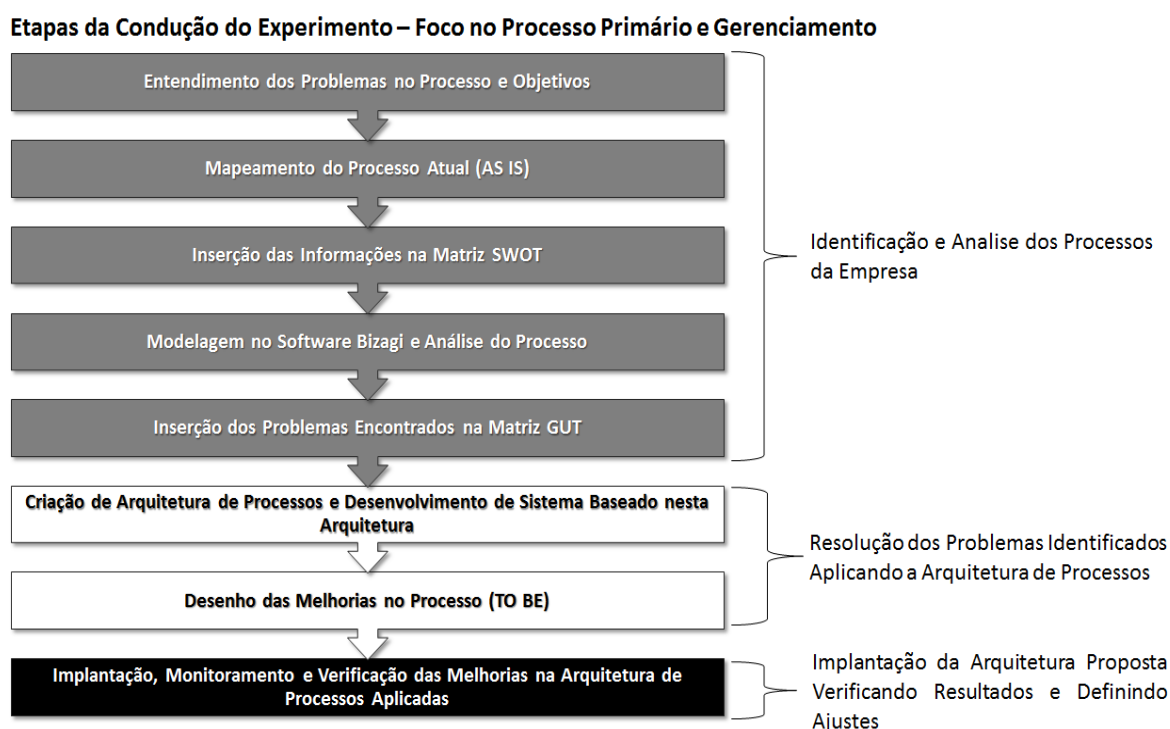 Etapas da Condução do Experimento – Foco no Processo Primário e Gerenciamento
Entendimento dos Problemas no Processo e Objetivos
Mapeamento do Processo Atual (AS IS)
Inserção das Informações na Matriz SWOT
Modelagem no Software Bizagi e Análise do Processo
Inserção dos Problemas Encontrados na Matriz GUT
Identificação e Analise dos Processos
da Empresa
Criação de Arquitetura de Processos e Desenvolvimento de Sistema Baseado nesta
Arquitetura
Desenho das Melhorias no Processo (TO BE)
Resolução dos Problemas Identificados
Aplicando a Arquitetura de Processos
Implantação, Monitoramento e Verificação das Melhorias na Arquitetura de
Processos Aplicadas
Implantação da Arquitetura Proposta
Verificando Resultados e Definindo
Ajustes